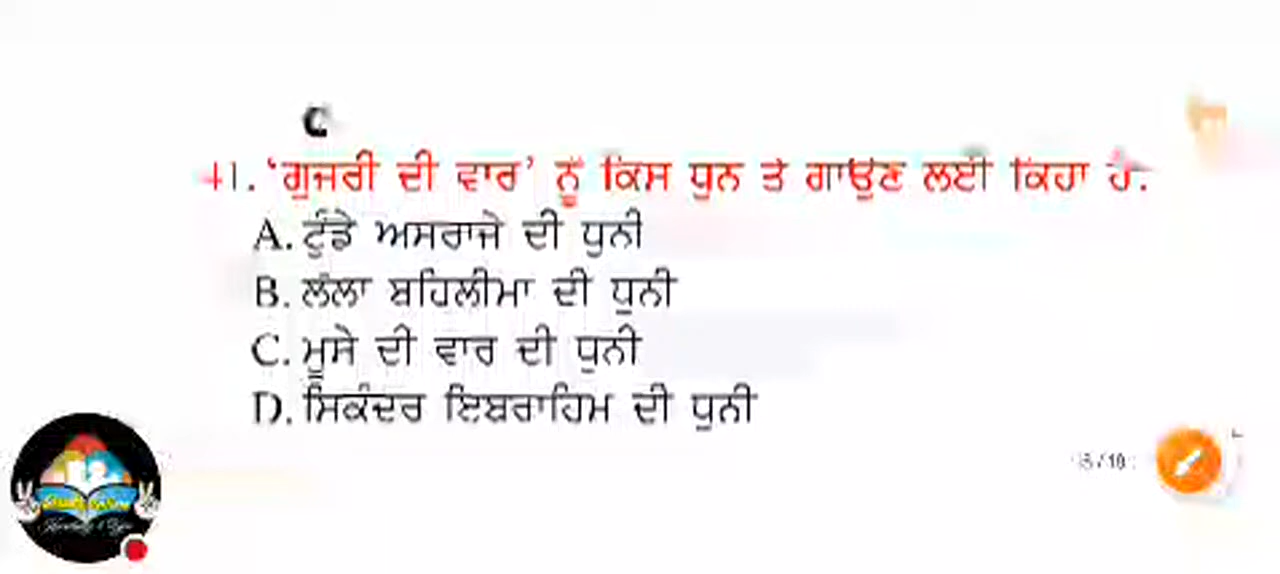 C
41. ‘ਗੁਜਰੀ ਦੀ ਵਾਰ’ ਨੂੰ ਕਿਸ ਧੁਨ ਤੇ ਗਾਉਣ ਲਈ ਕਿਹਾ ਹੈ.
A. ਟੁੰਡੇ ਅਸਰਾਜੇ ਦੀ ਧੁਨੀ
B. ਲੱਲਾ ਬਹਿਲੀਮਾ ਦੀ ਧੁਨੀ
C. ਮੂਸੇ ਦੀ ਵਾਰ ਦੀ ਧੁਨੀ
D. ਸਿਕੰਦਰ ਇਬਰਾਹਿਮ ਦੀ ਧੁਨੀ